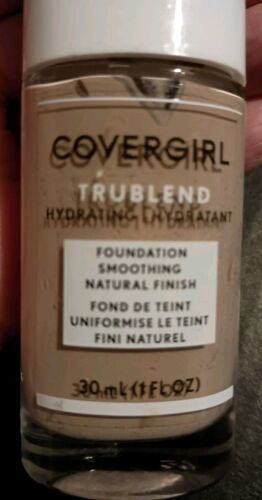 COVERGIRL
TRUBLEND
HYDRATING | HYDRATANT
FOUNDATION
SMOOTHING
NATURAL FINISH
FOND DE TEINT
UNIFORMISE LE TEINT
FINI NATUREL
30 mL (1 FL OZ)